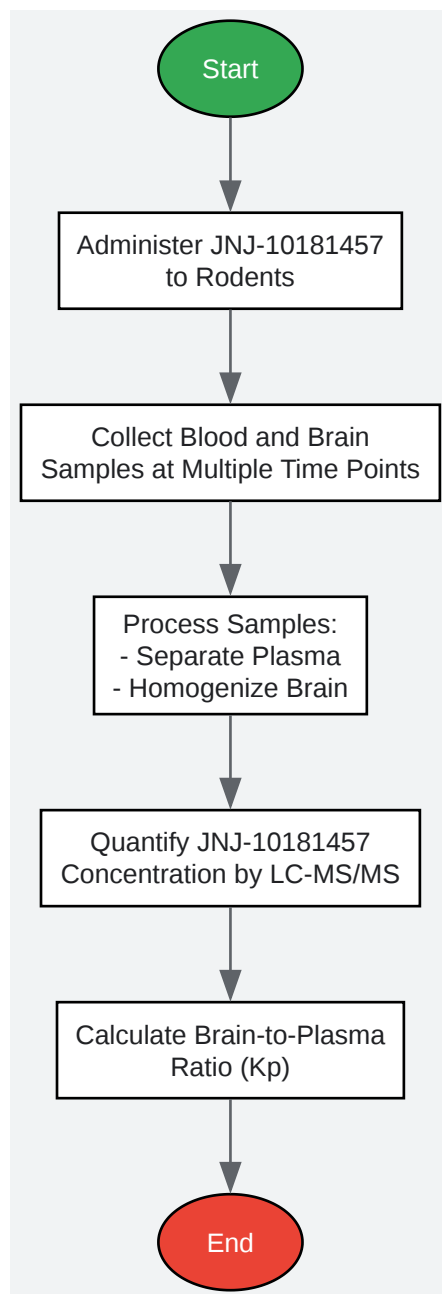 Start
Administer JNJ-10181457
to Rodents
Collect Blood and Brain
Samples at Multiple Time Points
Process Samples:
- Separate Plasma
- Homogenize Brain
Quantify JNJ-10181457
Concentration by LC-MS/MS
Calculate Brain-to-Plasma
Ratio (Kp)
End